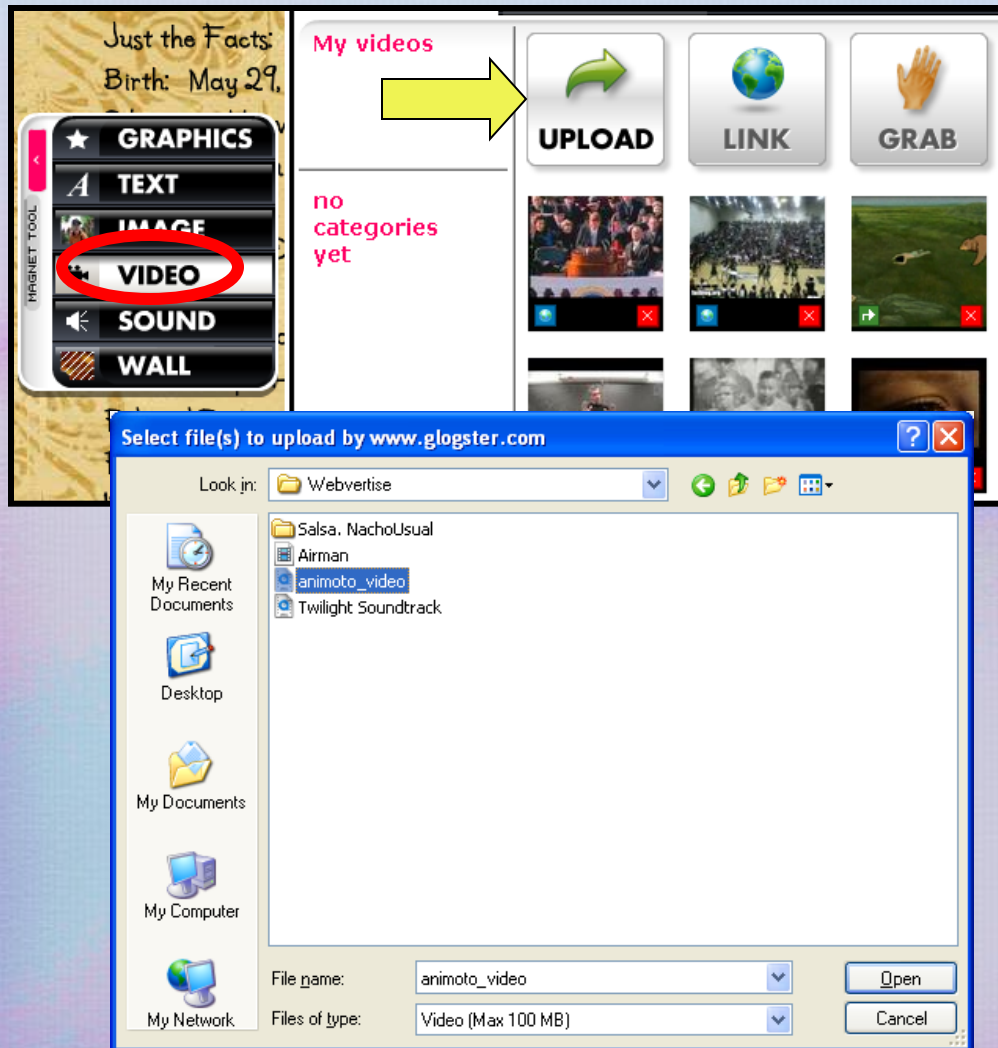 Just the Facts:
Birth: May 29,
MAGNET TOOL
GRAPHICS
A TEXT
IMAGE
VIDEO
SOUND
WALL
My videos
UPLOAD
LINK
GRAB
no
categories
yet
Select file(s) to upload by www.glogster.com
Look in:
Webvertise
My Recent
Documents
Desktop
My Documents
My Computer
My Network
Salsa. NachoUsual
Airman
animoto_video
Twilight Soundtrack
File name:
animoto_video
Open
Files of type:
Video (Max 100 MB)
Cancel